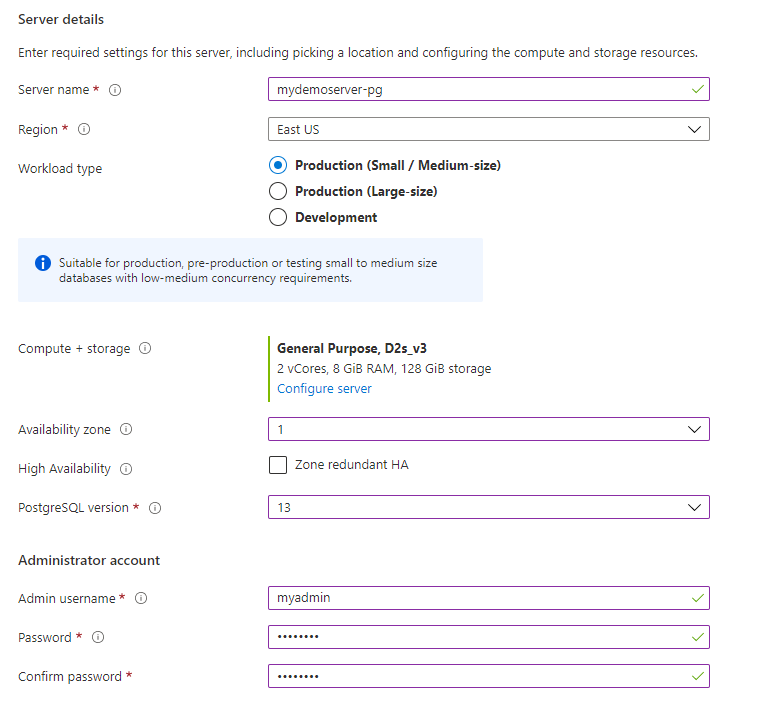 Server details
Enter required settings for this server, including picking a location and configuring the compute and storage resources.
Server name *
mydemoserver-pg
Region *
East US
Workload type
Production (Small / Medium-size)
Production (Large-size)
Development
Suitable for production, pre-production or testing small to medium size
databases with low-medium concurrency requirements.
Compute + storage
General Purpose, D2s_v3
2 vCores, 8 GiB RAM, 128 GiB storage
Configure server
Availability zone
1
High Availability
Zone redundant HA
PostgreSQL version *
13
Administrator account
Admin username *
myadmin
Password *
••••••••
Confirm password *
••••••••